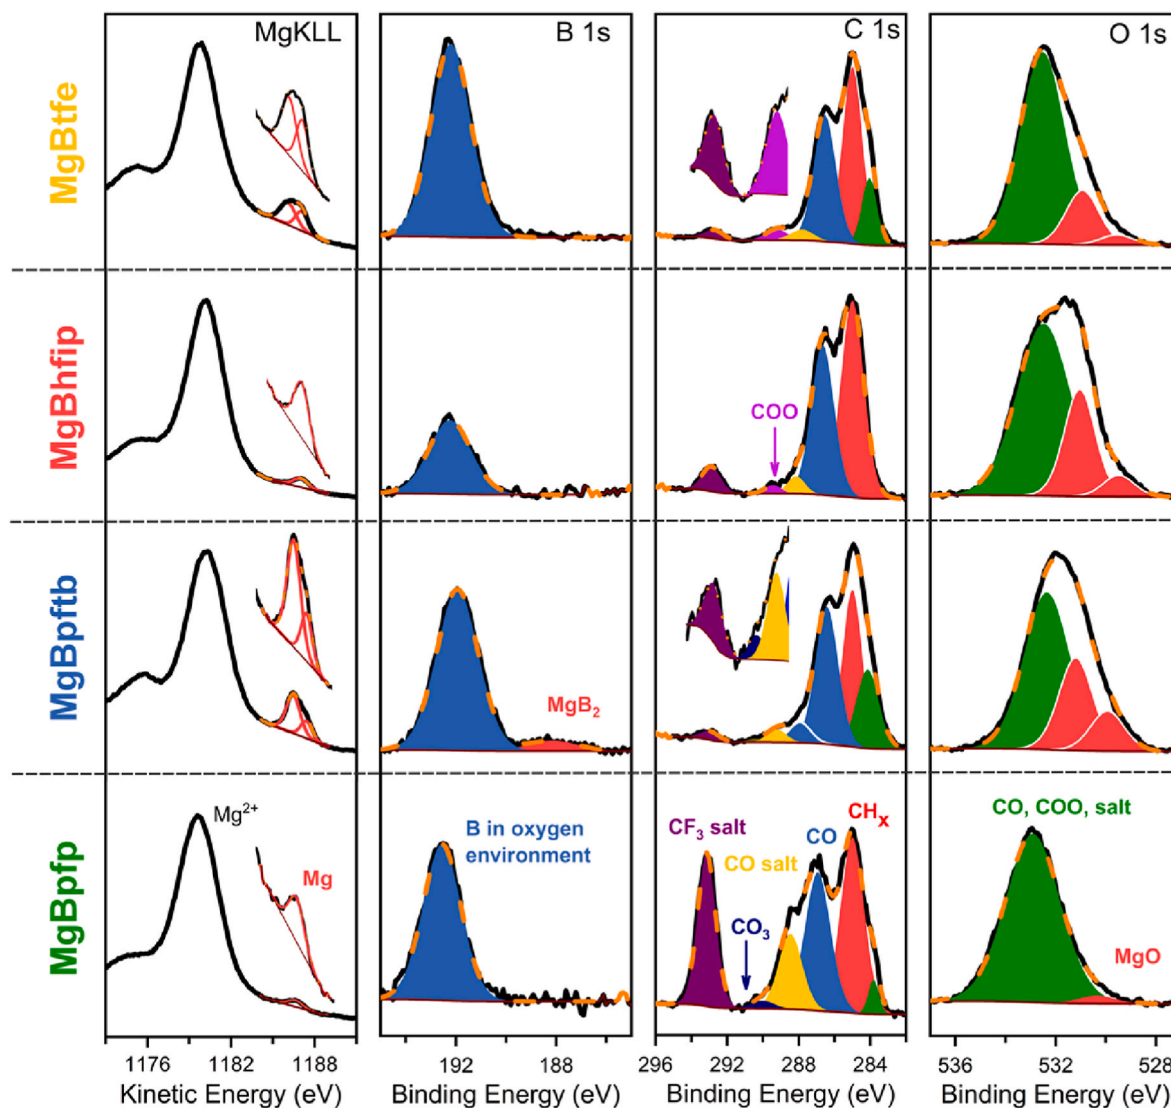 MgKLL
B 1s
C 1s
O 1s
MgBtfe
MgBhfip
COO
MgBpftb
MgB₂
MgBpfp
Mg²⁺
Mg
B in oxygen
environment
CF₃ salt
CO salt
CO₃
CO
CHₓ
CO, COO, salt
MgO
1176 1182 1188
192 188
296 292 288 284
536 532 528
Kinetic Energy (eV)
Binding Energy (eV)
Binding Energy (eV)
Binding Energy (eV)